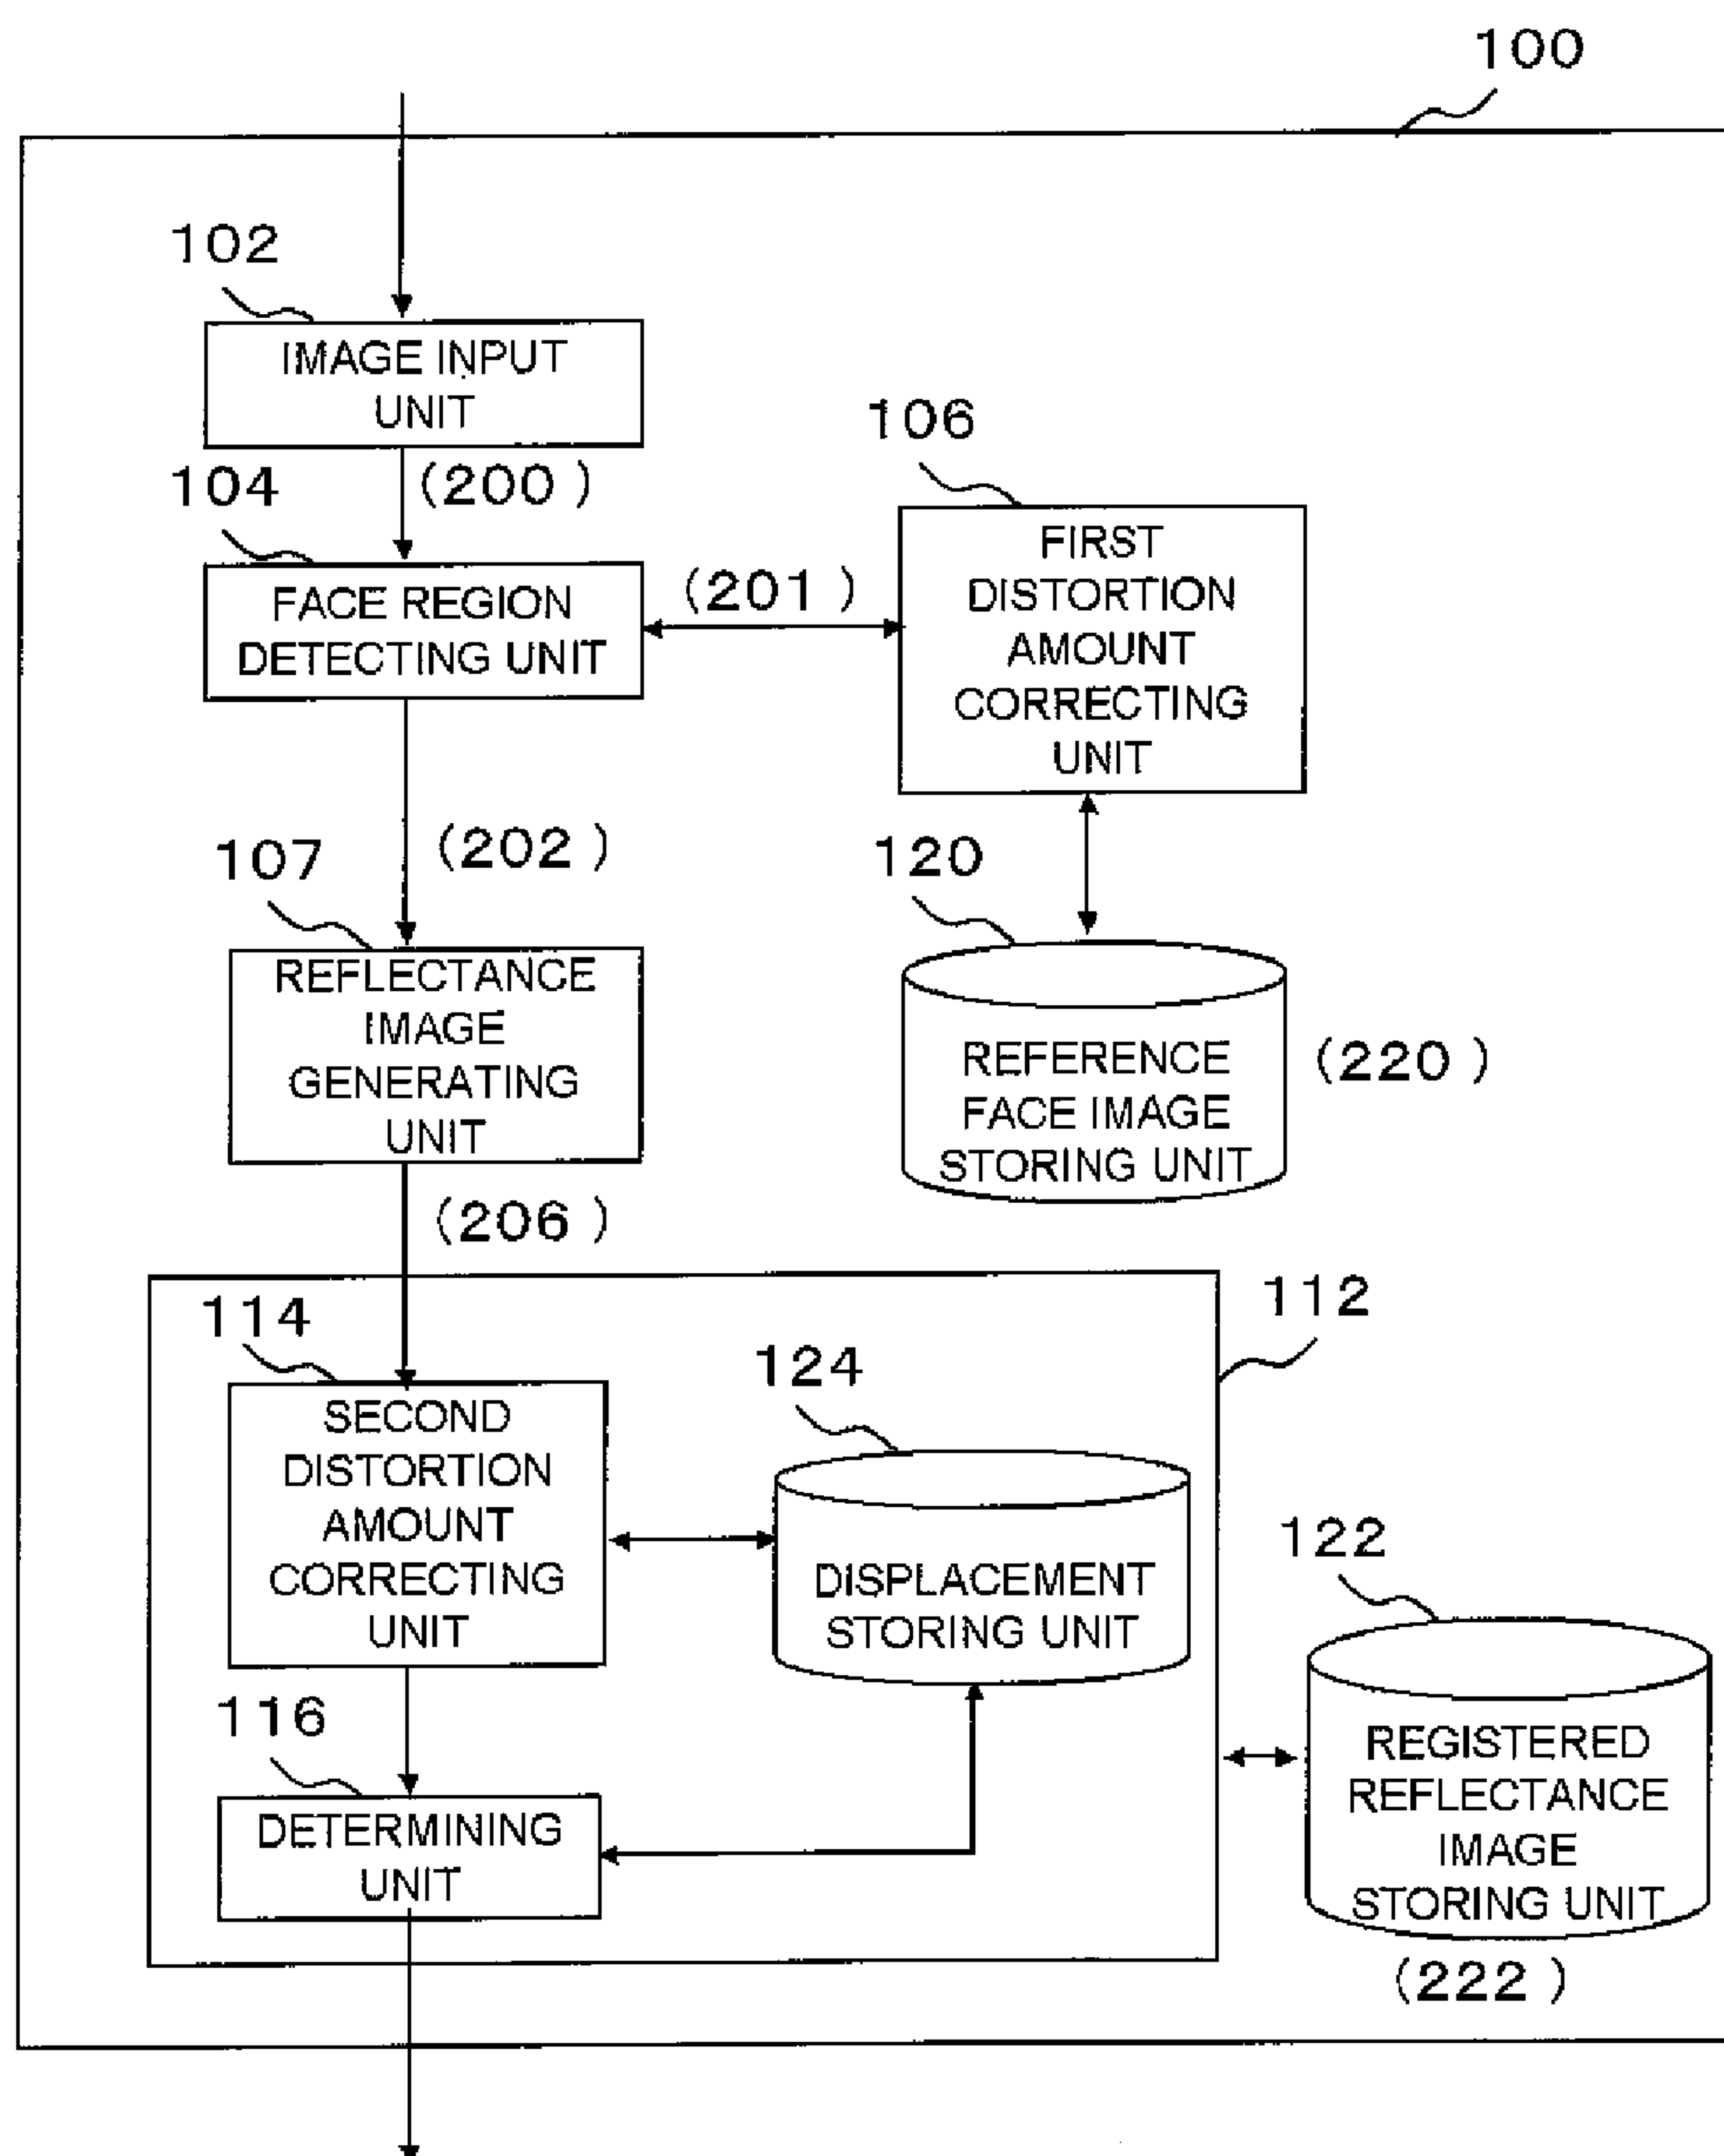 100
102
IMAGE INPUT
UNIT
(200)
104
FACE REGION
DETECTING UNIT
(201)
106
FIRST
DISTORTION
AMOUNT
CORRECTING
UNIT
(202)
107
REFLECTANCE
IMAGE
GENERATING
UNIT
120
REFERENCE
FACE IMAGE
STORING UNIT
(220)
(206)
112
114
SECOND
DISTORTION
AMOUNT
CORRECTING
UNIT
124
DISPLACEMENT
STORING UNIT
116
DETERMINING
UNIT
122
REGISTERED
REFLECTANCE
IMAGE
STORING UNIT
(222)